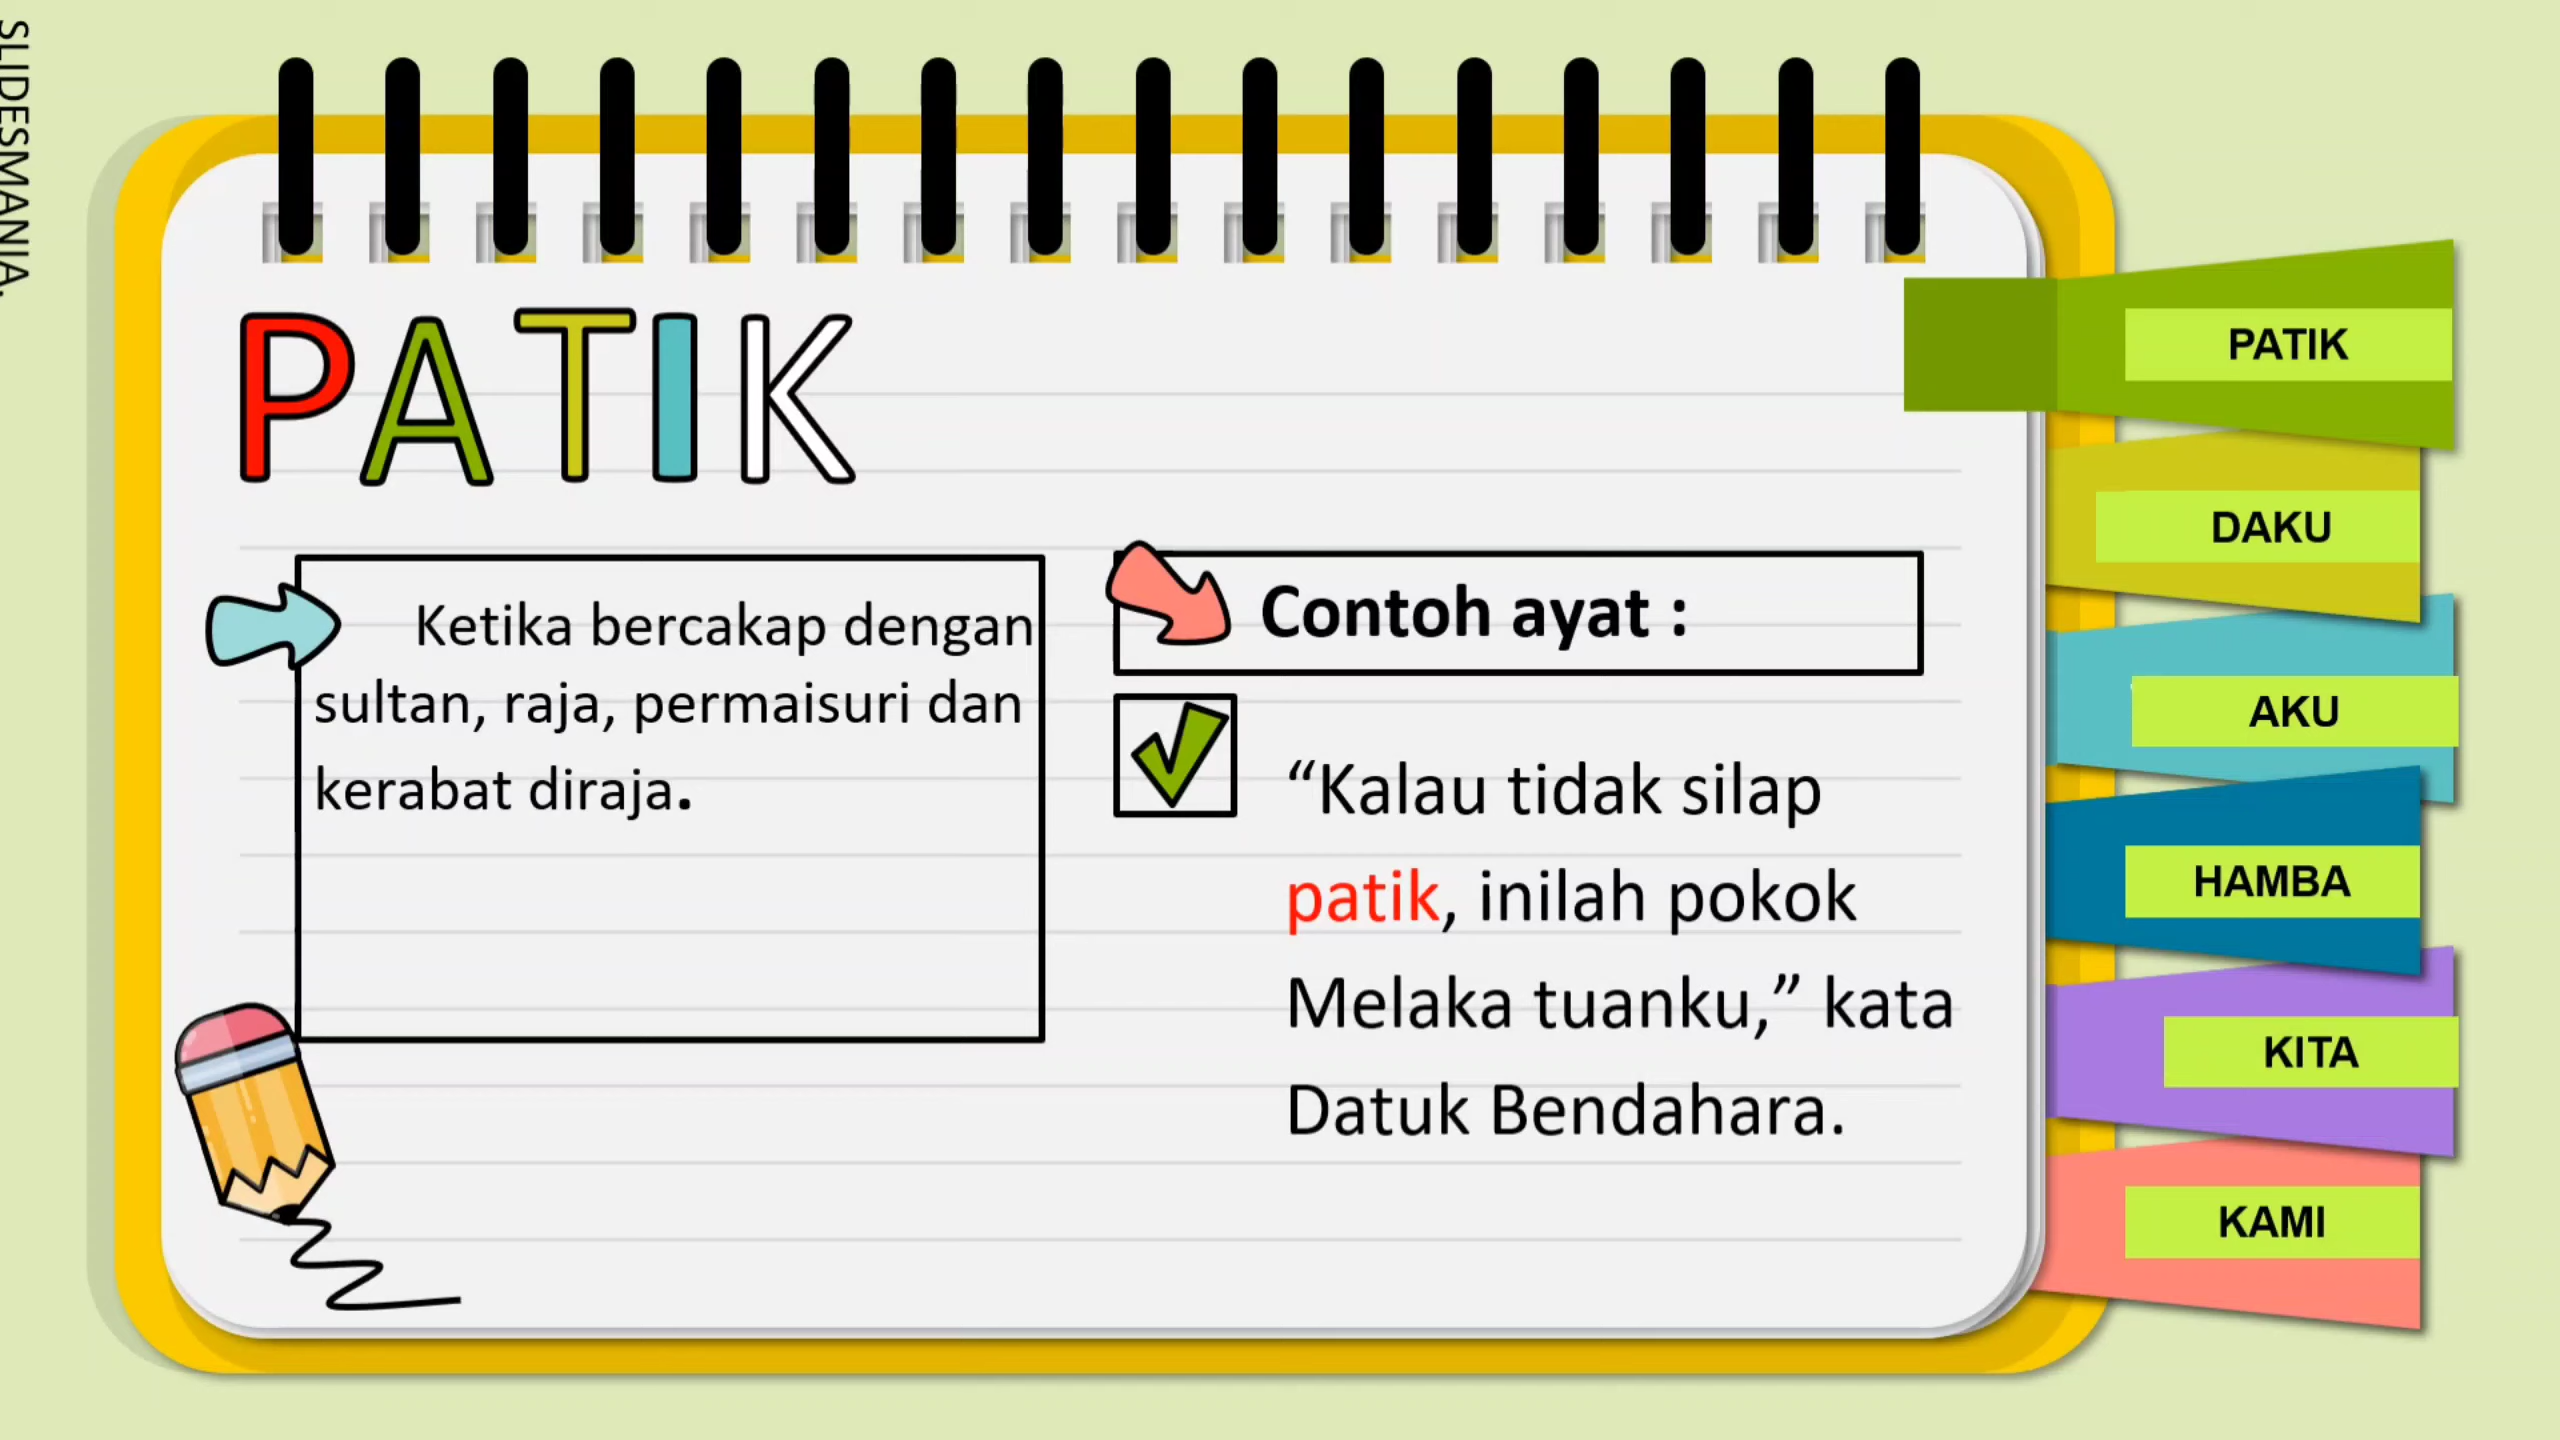 SLIDESMANIA.
PATIK
Ketika bercakap dengan
sultan, raja, permaisuri dan
kerabat diraja.
Contoh ayat :
“Kalau tidak silap
patik, inilah pokok
Melaka tuanku,” kata
Datuk Bendahara.
PATIK
DAKU
AKU
HAMBA
KITA
KAMI